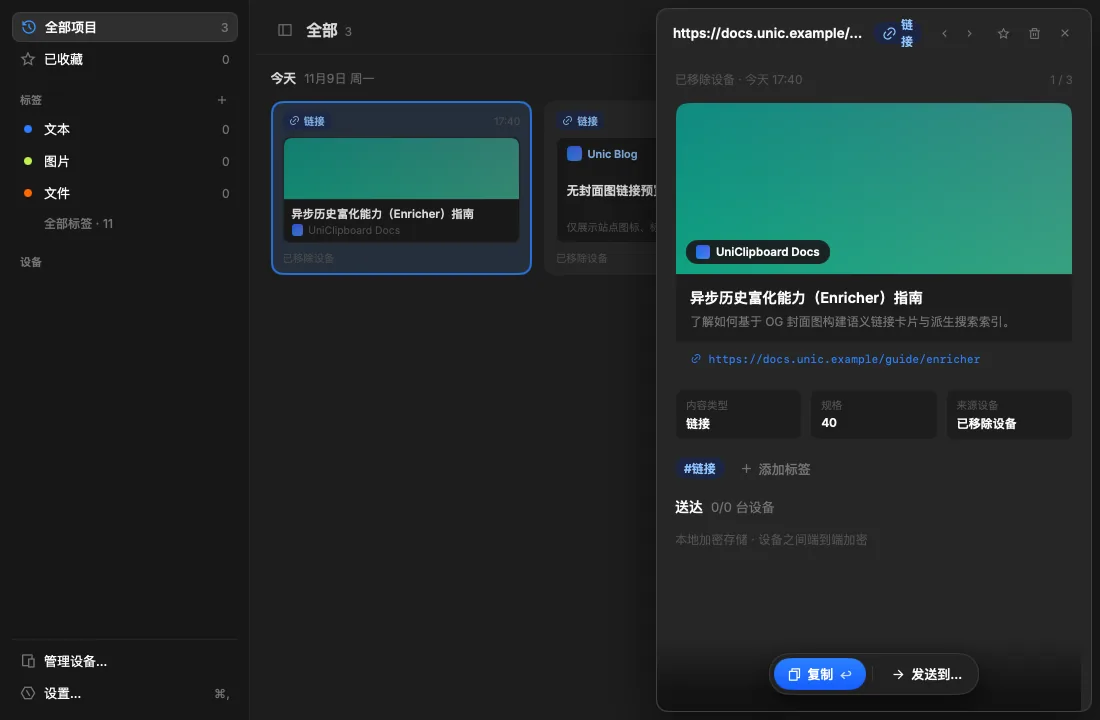 全部项目 3
已收藏 0
标签 +
文本 0
图片 0
文件 0
全部标签 · 11
设备
管理设备...
设置... ⌘,
全部 3
今天 11月9日 周一
链接 17:40
异步历史富化能力（Enricher）指南
UniClipboard Docs
已移除设备
链接
Unic Blog
无封面图链接预
仅展示站点图标、
已移除设备
https://docs.unic.example/... 链接
已移除设备 · 今天 17:40 1 / 3
UniClipboard Docs
异步历史富化能力（Enricher）指南
了解如何基于 OG 封面图构建语义链接卡片与派生搜索索引。
https://docs.unic.example/guide/enricher
内容类型 规格 来源设备
链接 40 已移除设备
#链接 + 添加标签
送达 0/0 台设备
本地加密存储 · 设备之间端到端加密
复制 发送到...